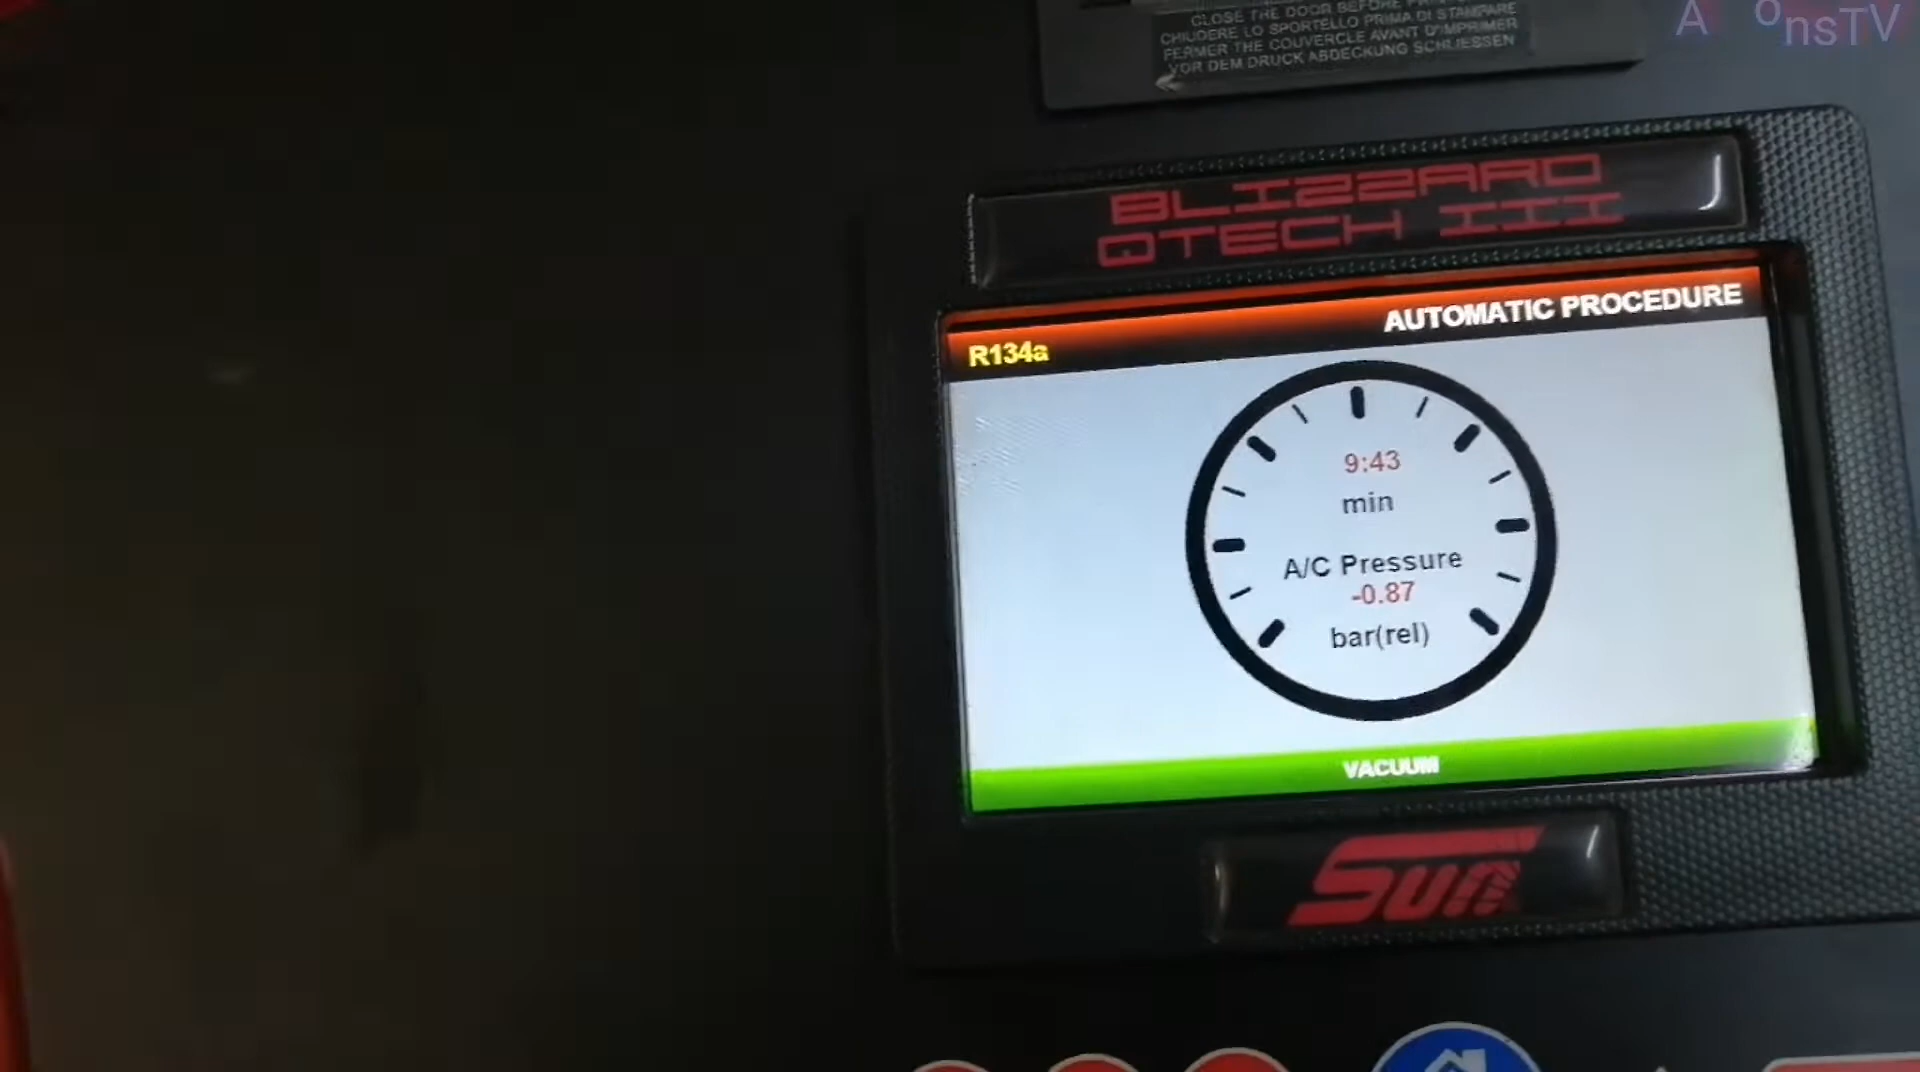 CLOSE THE DOOR BEFORE
CHIUDERE LO SPORTELLO PRIMA DI STAMPARE
FERMER THE COUVERCLE AVANT D'IMPRIMER
VOR DEM DRUCK ABDECKUNG SCHLIESSEN
BLIZZARD
QTECH III
AUTOMATIC PROCEDURE
R134a
9:43
min
A/C Pressure
-0.87
bar(rel)
VACUUM
Sun